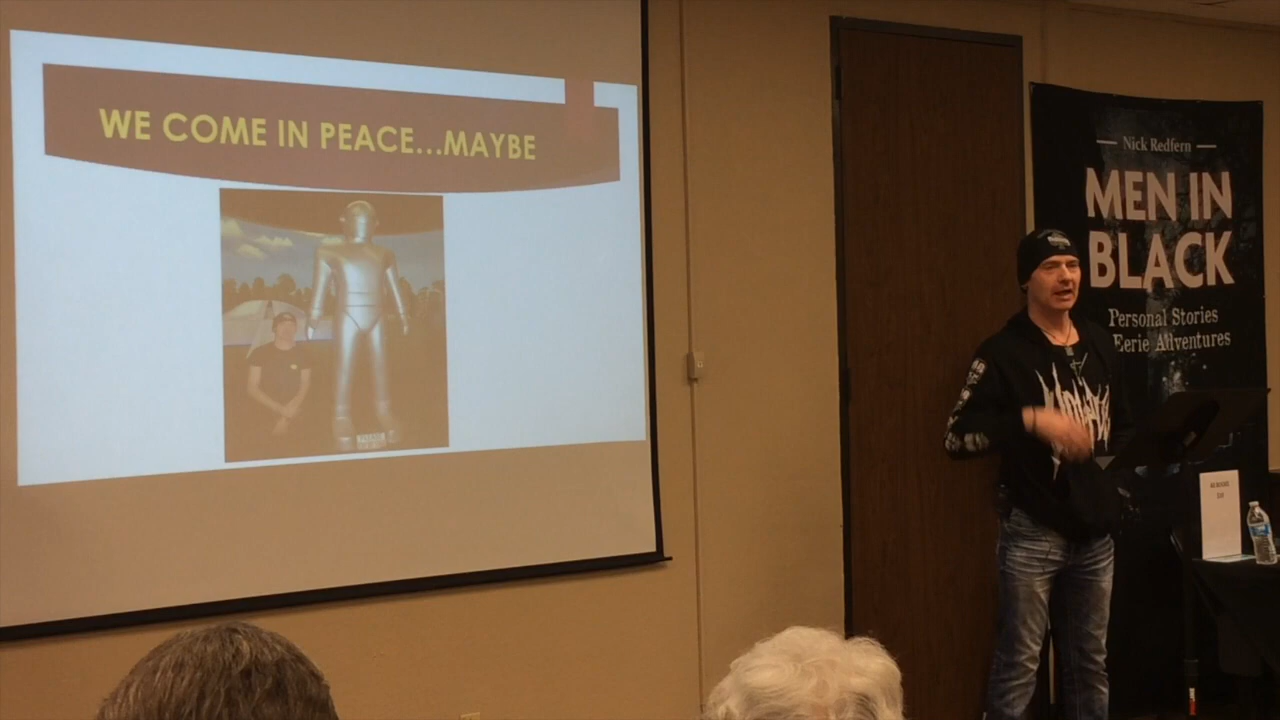 WE COME IN PEACE...MAYBE
Nick Redfern
MEN IN
BLACK
Personal Stories
Eerie Adventures